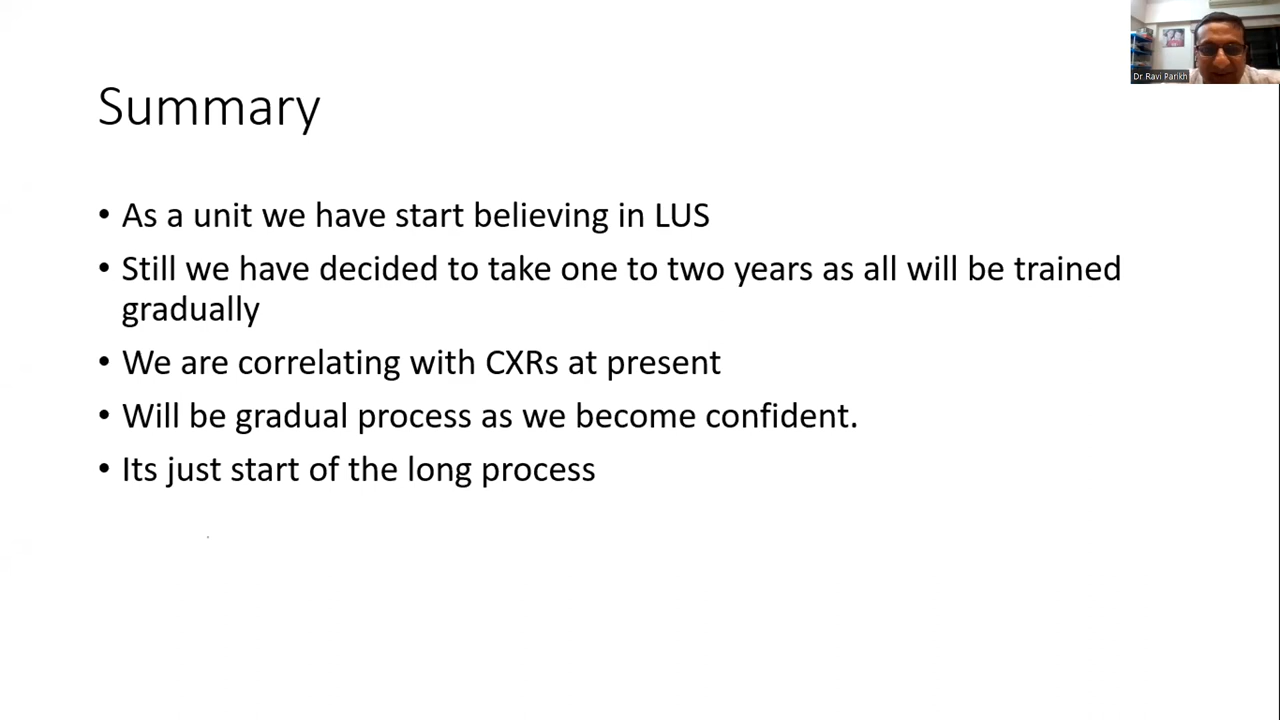 Dr Ravi Parikh
Summary
• As a unit we have start believing in LUS
• Still we have decided to take one to two years as all will be trained
gradually
• We are correlating with CXRs at present
• Will be gradual process as we become confident.
• Its just start of the long process